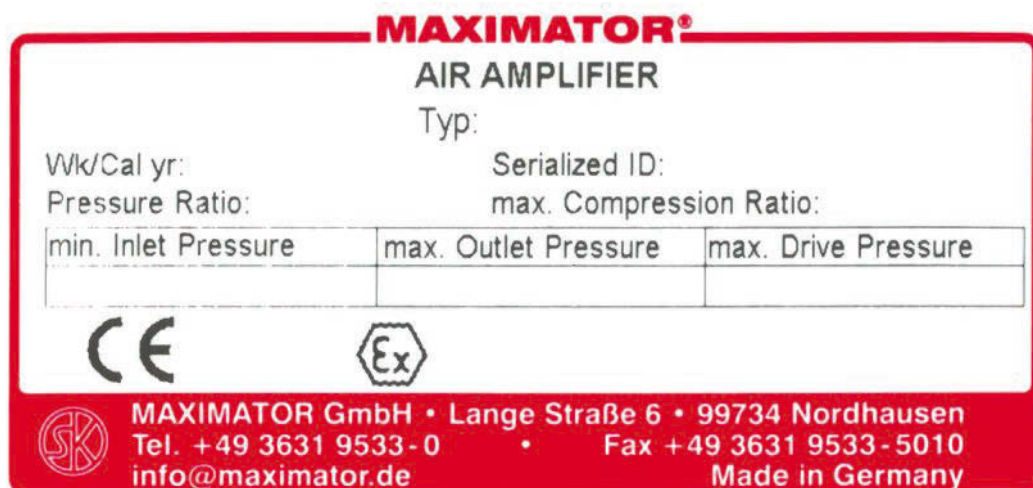 MAXIMATOR®
AIR AMPLIFIER
Typ:
Wk/Cal yr: Serialized ID:
Pressure Ratio: max. Compression Ratio:
min. Inlet Pressure max. Outlet Pressure max. Drive Pressure
CE Ex
SK
MAXIMATOR GmbH • Lange Straße 6 • 99734 Nordhausen
Tel. +49 3631 9533-0 • Fax +49 3631 9533-5010
info@maximator.de Made in Germany